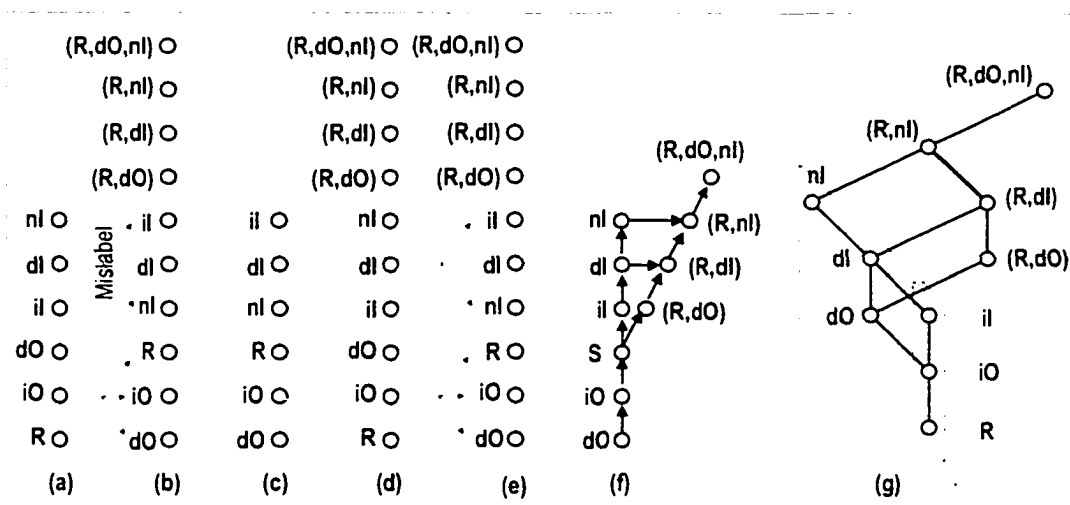 nI
dI
iI
dO
iO
R
(a)
Mislabel
(R,dO,nI)
(R,nI)
(R,dI)
(R,dO)
iI
dI
nI
R
iO
dO
(b)
iI
dI
nI
R
iO
dO
(c)
(R,dO,nI)
(R,nI)
(R,dI)
(R,dO)
nI
dI
iI
dO
iO
R
(d)
(R,dO,nI)
(R,nI)
(R,dI)
(R,dO)
iI
dI
nI
R
iO
dO
(e)
(R,dO,nI)
nI (R,nI)
dI (R,dI)
iI (R,dO)
S
iO
dO
(f)
(R,dO,nI)
(R,nI)
nI
(R,dI)
dI (R,dO)
dO iI
iO
R
(g)